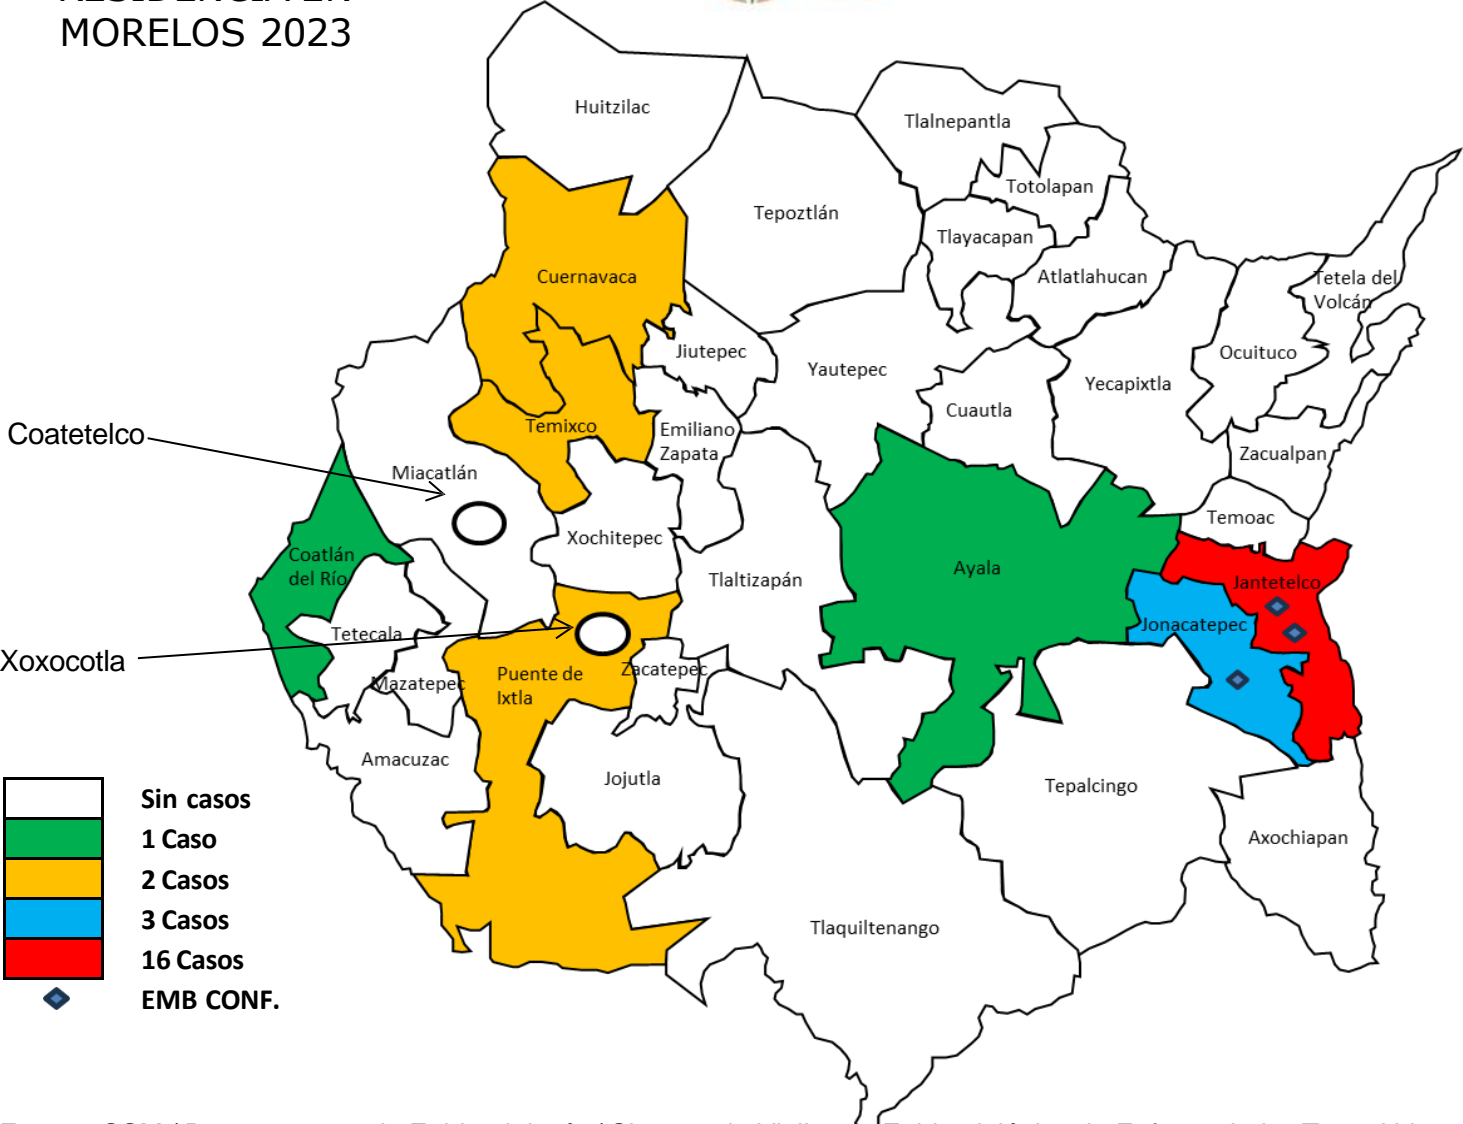 MORELOS 2023
Huitzilac
Tlalnepantla
Totolapan
Tepoztlán
Tlayacapan
Cuernavaca
Atlatlahucan
Tetela del
Volcán
Jiutepec
Ocuituco
Yautepec
Yecapixtla
Cuautla
Temixco
Emiliano
Zapata
Coatetelco
Zacualpan
Miacatlán
Temoac
Xochitepec
Coatlán
del Río
Ayala
Tlaltizapán
Jantetelco
Jonacatepec
Tetecala
Xoxocotla
Zacatepec
Puente de
Ixtla
Mazatepec
Amacuzac
Jojutla
Tepalcingo
Axochiapan
Tlaquiltenango
Sin casos
1 Caso
2 Casos
3 Casos
16 Casos
EMB CONF.